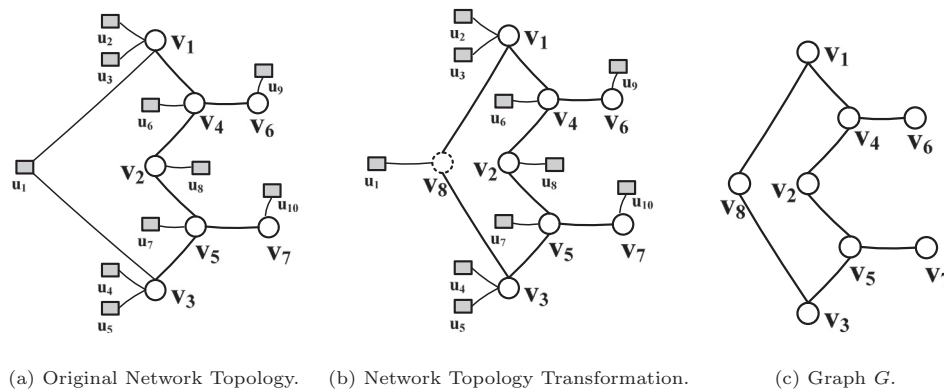 u2
v1
u3
u9
u6
v4
v6
u1
v2
u8
u10
u7
v5
v7
u4
v3
u5
u2
v1
u3
u9
u6
v4
v6
u1
v8
v2
u8
u10
u7
v5
v7
u4
v3
u5
v1
v4
v6
v8
v2
v5
v7
v3
(a) Original Network Topology.
(b) Network Topology Transformation.
(c) Graph G.